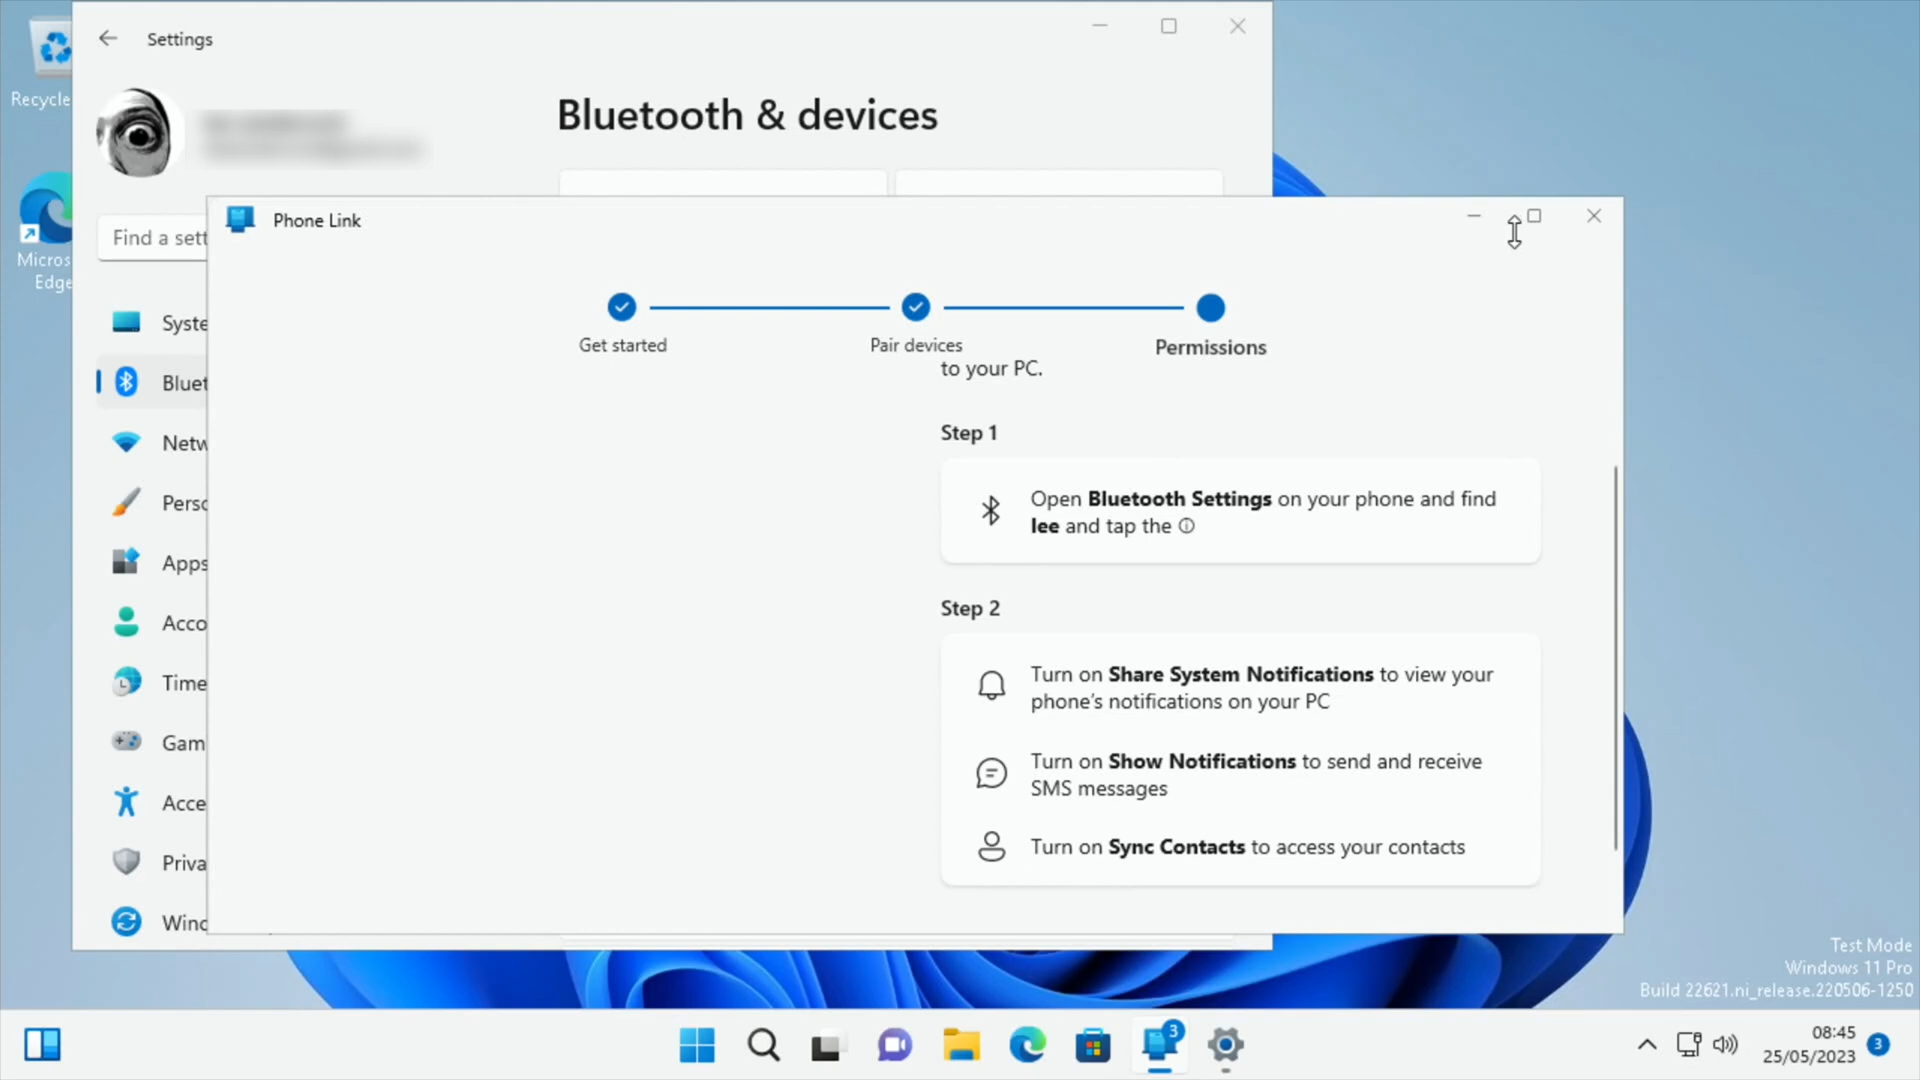 Recycle
Micros
Edge
Settings
Find a sett
Syste
Bluet
Netw
Perso
Apps
Acco
Time
Gam
Acce
Priva
Wind
Bluetooth & devices
Phone Link
Get started
Pair devices
Permissions
to your PC.
Step 1
Open Bluetooth Settings on your phone and find
lee and tap the
Step 2
Turn on Share System Notifications to view your
phone's notifications on your PC
Turn on Show Notifications to send and receive
SMS messages
Turn on Sync Contacts to access your contacts
Test Mode
Windows 11 Pro
Build 22621.ni_release.220506-1250
3
08:45
25/05/2023
3